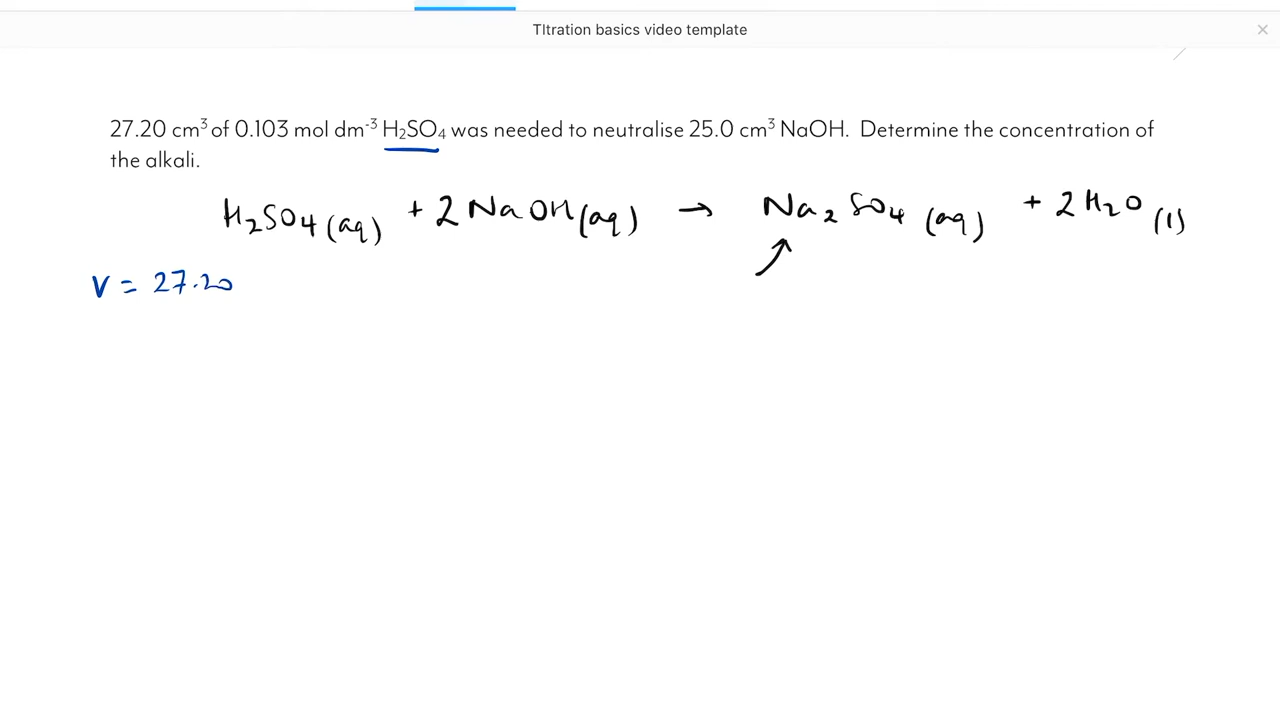 TItration basics video template
27.20 cm³ of 0.103 mol dm⁻³ H₂SO₄ was needed to neutralise 25.0 cm³ NaOH. Determine the concentration of
the alkali.
H₂SO₄ (aq) + 2 NaOH (aq) → Na₂SO₄ (aq) + 2 H₂O (l)
V = 27.20